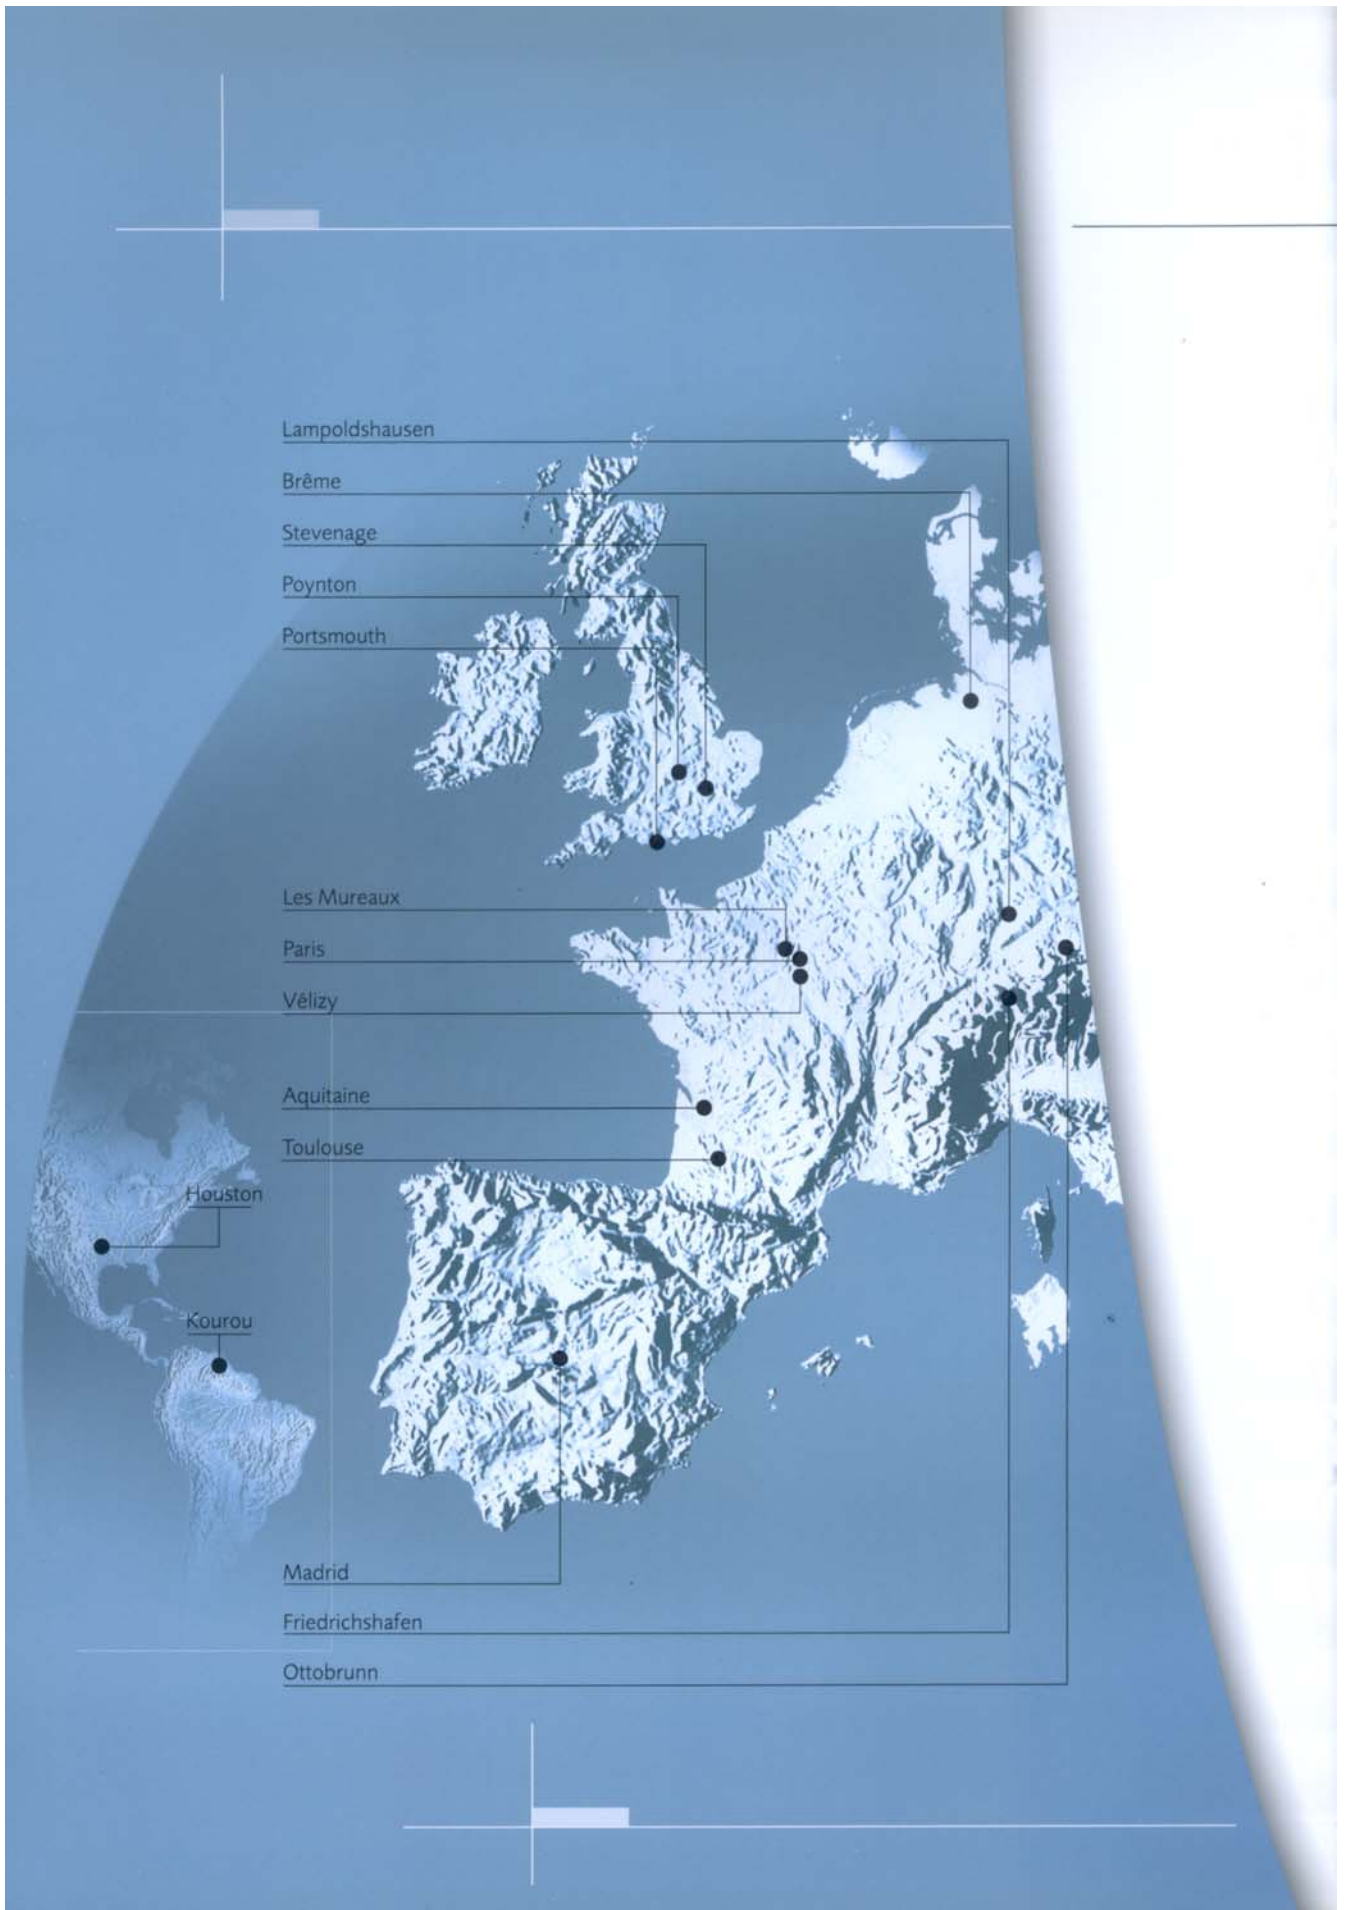 Lampoldshausen
Brême
Stevenage
Poynton
Portsmouth
Les Mureaux
Paris
Vélizy
Aquitaine
Toulouse
Houston
Kourou
Madrid
Friedrichshafen
Ottobrunn